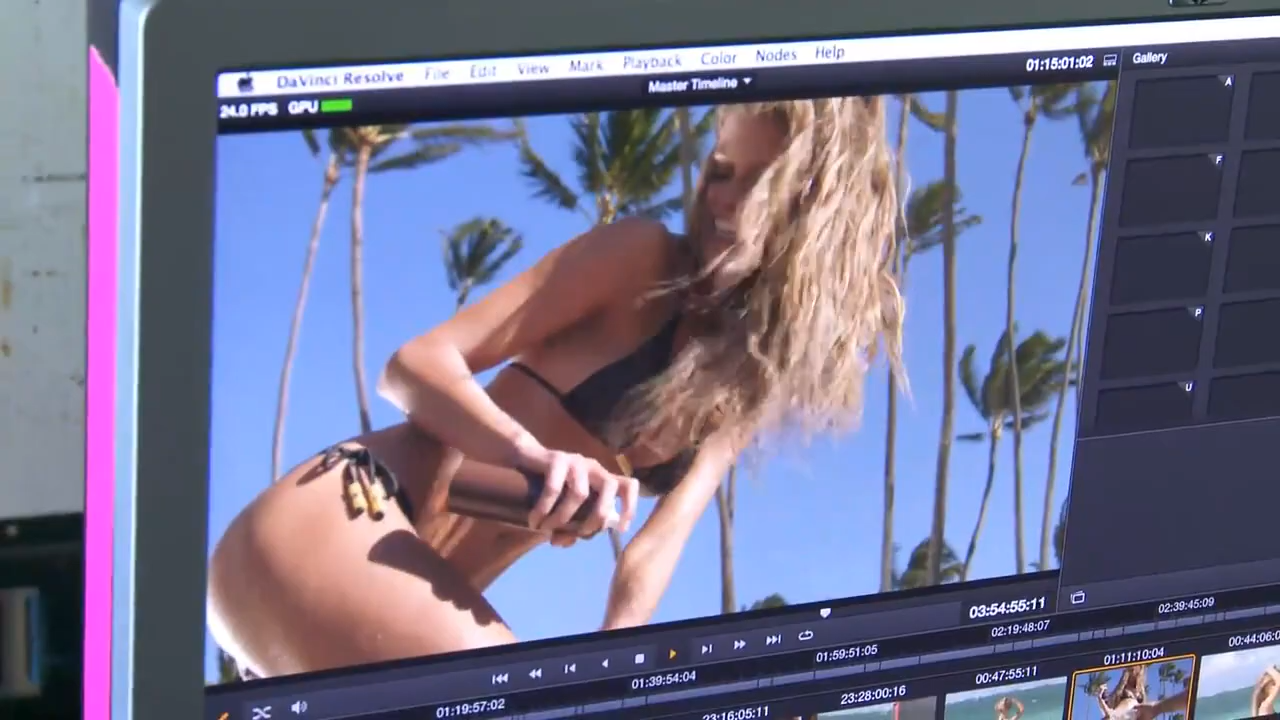 DaVinci Resolve File Edit View Mark Playback Color Nodes Help
24.0 FPS GPU
Master Timeline
01:15:01:02
Gallery
A
F
K
P
U
03:54:55:11
01:19:57:02 01:39:54:04 01:59:51:05 02:19:48:07 02:39:45:09
23:16:05:11 23:28:00:16 00:47:55:11 01:11:10:04